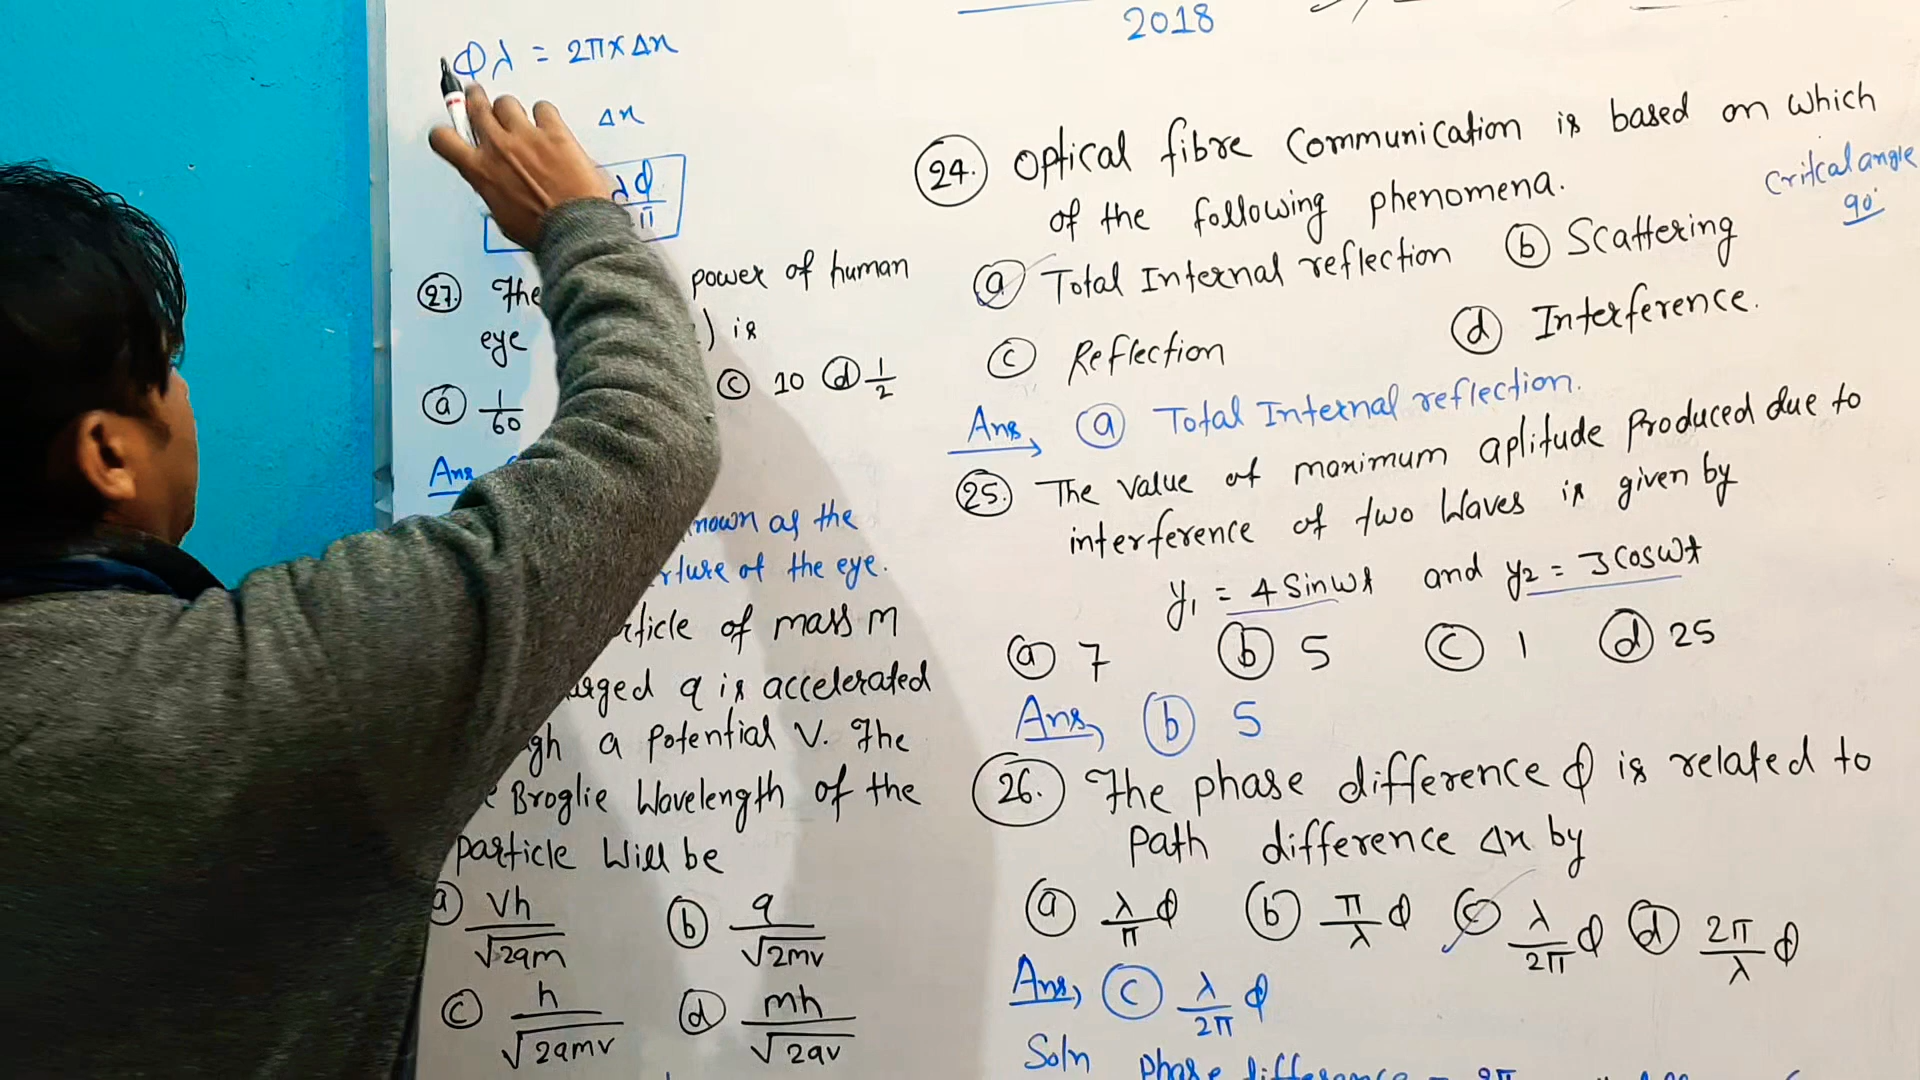 ϕλ = 2π × Δx
Δx
λϕ
π
27. The power of human
eye ) is
(a) 1/60 (c) 10 (d) 1/2
Ans
nown as the
rture of the eye.
rticle of mass m
arged q is accelerated
gh a potential V. The
Broglie Wavelength of the
particle Will be
(a) Vh/√2qm (b) q/√2mv
(c) h/√2qmv (d) mh/√2qv
2018
24. Optical fibre Communication is based on which
of the following phenomena.
Critcal angle
90°
(a) Total Internal reflection (b) Scattering
(c) Reflection (d) Interference.
Ans, (a) Total Internal reflection.
25. The value of maximum aplitude Produced due to
interference of two Waves is given by
y₁ = 4 Sinωt and y₂ = 3 Cosωt
(a) 7 (b) 5 (c) 1 (d) 25
Ans, (b) 5
26. The phase difference ϕ is related to
Path difference Δx by
(a) λ/π ϕ (b) π/λ ϕ (c) λ/2π ϕ (d) 2π/λ ϕ
Ans, (c) λ/2π ϕ
Soln Phase difference = 2π